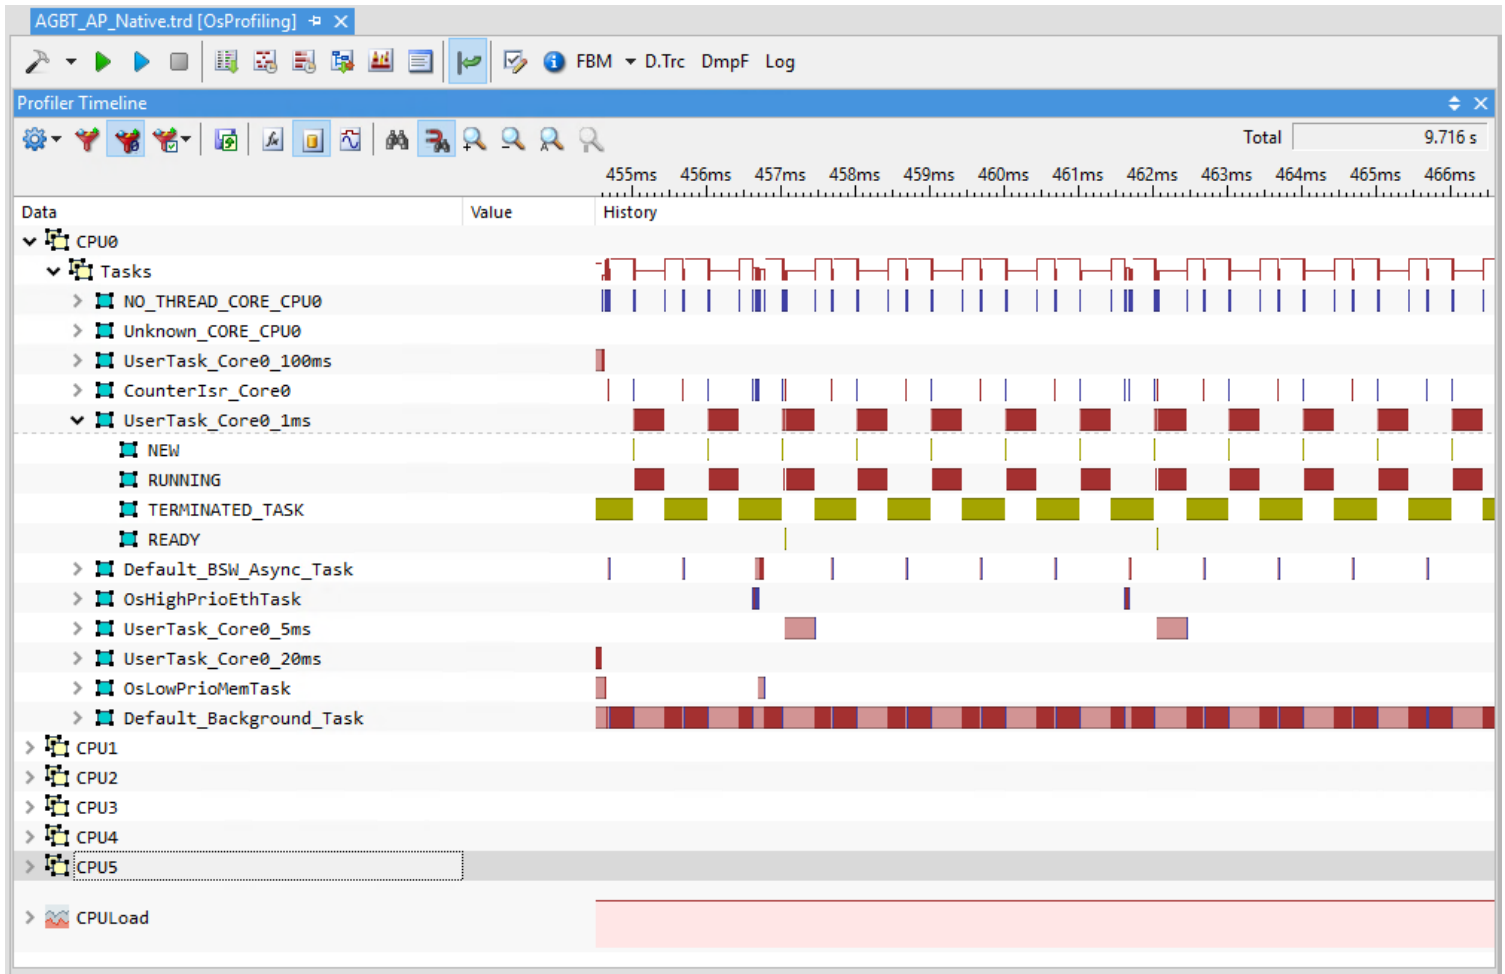 AGBT_AP_Native.trd [OsProfiling]
FBM D.Trc DmpF Log
Profiler Timeline
Total 9.716 s
455ms 456ms 457ms 458ms 459ms 460ms 461ms 462ms 463ms 464ms 465ms 466ms
Data Value History
CPU0
Tasks
NO_THREAD_CORE_CPU0
Unknown_CORE_CPU0
UserTask_Core0_100ms
CounterIsr_Core0
UserTask_Core0_1ms
NEW
RUNNING
TERMINATED_TASK
READY
Default_BSW_Async_Task
OsHighPrioEthTask
UserTask_Core0_5ms
UserTask_Core0_20ms
OsLowPrioMemTask
Default_Background_Task
CPU1
CPU2
CPU3
CPU4
CPU5
CPULoad